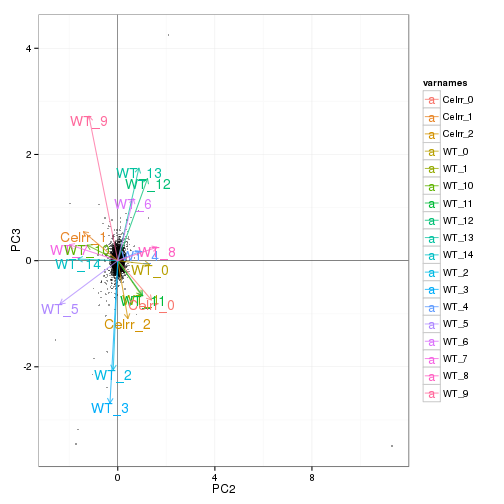 varnames
a Celrr_0
a Celrr_1
a Celrr_2
a WT_0
a WT_1
a WT_10
a WT_11
a WT_12
a WT_13
a WT_14
a WT_2
a WT_3
a WT_4
a WT_5
a WT_6
a WT_7
a WT_8
a WT_9
4
2
0
-2
PC3
0
4
8
PC2
WT_9
WT_13
WT_12
WT_6
Celrr_1
WT_8
WT_14
WT_0
WT_5
Celrr_0
Celrr_2
WT_2
WT_3